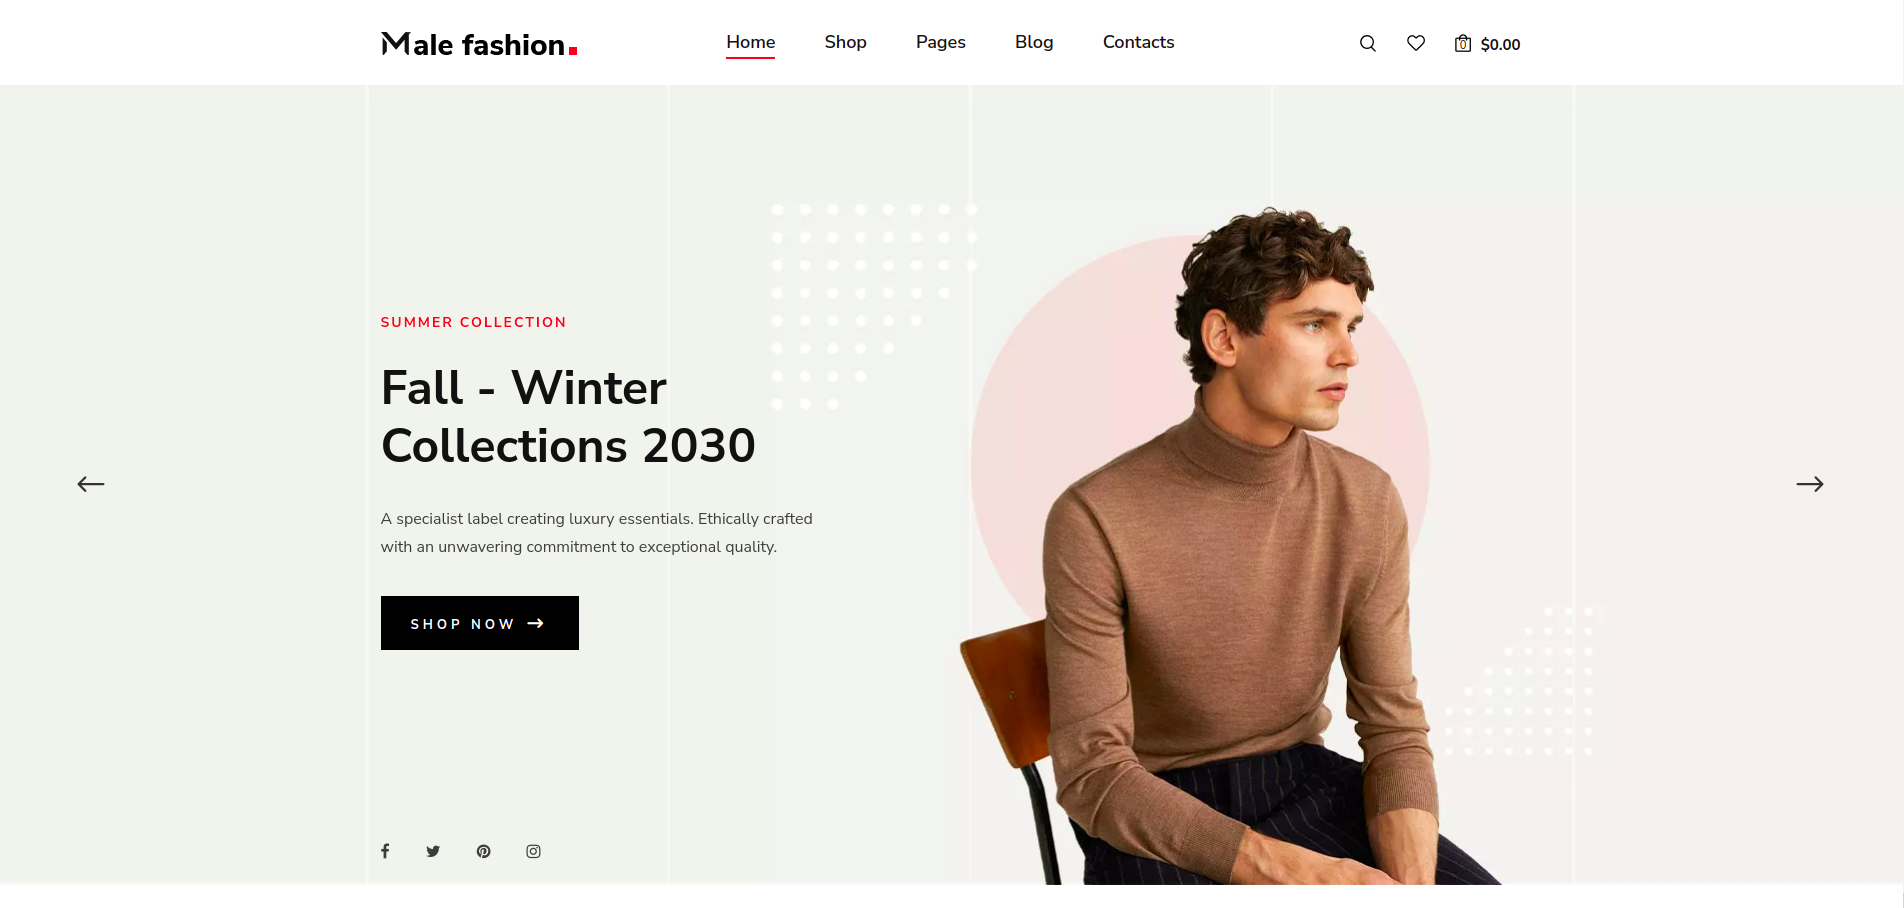 Male fashion.
Home Shop Pages Blog Contacts
0 $0.00
SUMMER COLLECTION
Fall - Winter
Collections 2030
A specialist label creating luxury essentials. Ethically crafted
with an unwavering commitment to exceptional quality.
SHOP NOW